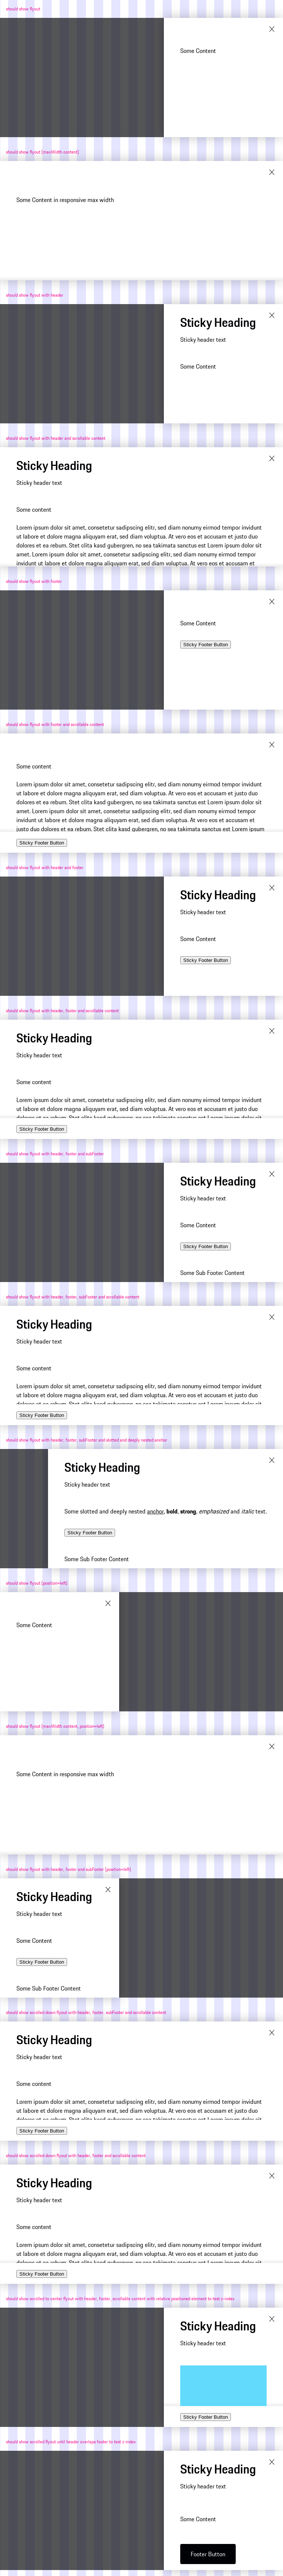 should show flyout
Some Content
should show flyout (maxWidth content)
Some Content in responsive max width
should show flyout with header
Sticky Heading
Sticky header text
Some Content
should show flyout with header and scrollable content
Sticky Heading
Sticky header text
Some content
Lorem ipsum dolor sit amet, consetetur sadipscing elitr, sed diam nonumy eirmod tempor invidunt ut
labore et dolore magna aliquyam erat, sed diam voluptua. At vero eos et accusam et justo duo
dolores et ea rebum. Stet clita kasd gubergren, no sea takimata sanctus est Lorem ipsum dolor sit
amet. Lorem ipsum dolor sit amet, consetetur sadipscing elitr, sed diam nonumy eirmod tempor
invidunt ut labore et dolore magna aliquyam erat, sed diam voluptua. At vero eos et accusam et
should show flyout with footer
Some Content
Sticky Footer Button
should show flyout with footer and scrollable content
Some content
Lorem ipsum dolor sit amet, consetetur sadipscing elitr, sed diam nonumy eirmod tempor invidunt ut
labore et dolore magna aliquyam erat, sed diam voluptua. At vero eos et accusam et justo duo
dolores et ea rebum. Stet clita kasd gubergren, no sea takimata sanctus est Lorem ipsum dolor sit
amet. Lorem ipsum dolor sit amet, consetetur sadipscing elitr, sed diam nonumy eirmod tempor
invidunt ut labore et dolore magna aliquyam erat, sed diam voluptua. At vero eos et accusam et
justo duo dolores et ea rebum. Stet clita kasd gubergren, no sea takimata sanctus est Lorem ipsum
Sticky Footer Button
should show flyout with header and footer
Sticky Heading
Sticky header text
Some Content
Sticky Footer Button
should show flyout with header, footer and scrollable content
Sticky Heading
Sticky header text
Some content
Lorem ipsum dolor sit amet, consetetur sadipscing elitr, sed diam nonumy eirmod tempor invidunt ut
labore et dolore magna aliquyam erat, sed diam voluptua. At vero eos et accusam et justo duo
Sticky Footer Button
should show flyout with header, footer and subFooter
Sticky Heading
Sticky header text
Some Content
Sticky Footer Button
Some Sub Footer Content
should show flyout with header, footer, subFooter and scrollable content
Sticky Heading
Sticky header text
Some content
Lorem ipsum dolor sit amet, consetetur sadipscing elitr, sed diam nonumy eirmod tempor invidunt ut
labore et dolore magna aliquyam erat, sed diam voluptua. At vero eos et accusam et justo duo
Sticky Footer Button
should show flyout with header, footer, subFooter and slotted and deeply nested anchor
Sticky Heading
Sticky header text
Some slotted and deeply nested anchor, bold, strong, emphasized and italic text.
Sticky Footer Button
Some Sub Footer Content
should show flyout (position=left)
Some Content
should show flyout (maxWidth content, position=left)
Some Content in responsive max width
should show flyout with header, footer and subFooter (position=left)
Sticky Heading
Sticky header text
Some Content
Sticky Footer Button
Some Sub Footer Content
should show scrolled down flyout with header, footer, subFooter and scrollable content
Sticky Heading
Sticky header text
Some content
Lorem ipsum dolor sit amet, consetetur sadipscing elitr, sed diam nonumy eirmod tempor invidunt ut
labore et dolore magna aliquyam erat, sed diam voluptua. At vero eos et accusam et justo duo
Sticky Footer Button
should show scrolled down flyout with header, footer and scrollable content
Sticky Heading
Sticky header text
Some content
Lorem ipsum dolor sit amet, consetetur sadipscing elitr, sed diam nonumy eirmod tempor invidunt ut
labore et dolore magna aliquyam erat, sed diam voluptua. At vero eos et accusam et justo duo
Sticky Footer Button
should show scrolled to center flyout with header, footer, scrollable content with relative positioned element to test z-index
Sticky Heading
Sticky header text
Sticky Footer Button
should show scrolled flyout until header overlaps footer to test z-index
Sticky Heading
Sticky header text
Some Content
Footer Button